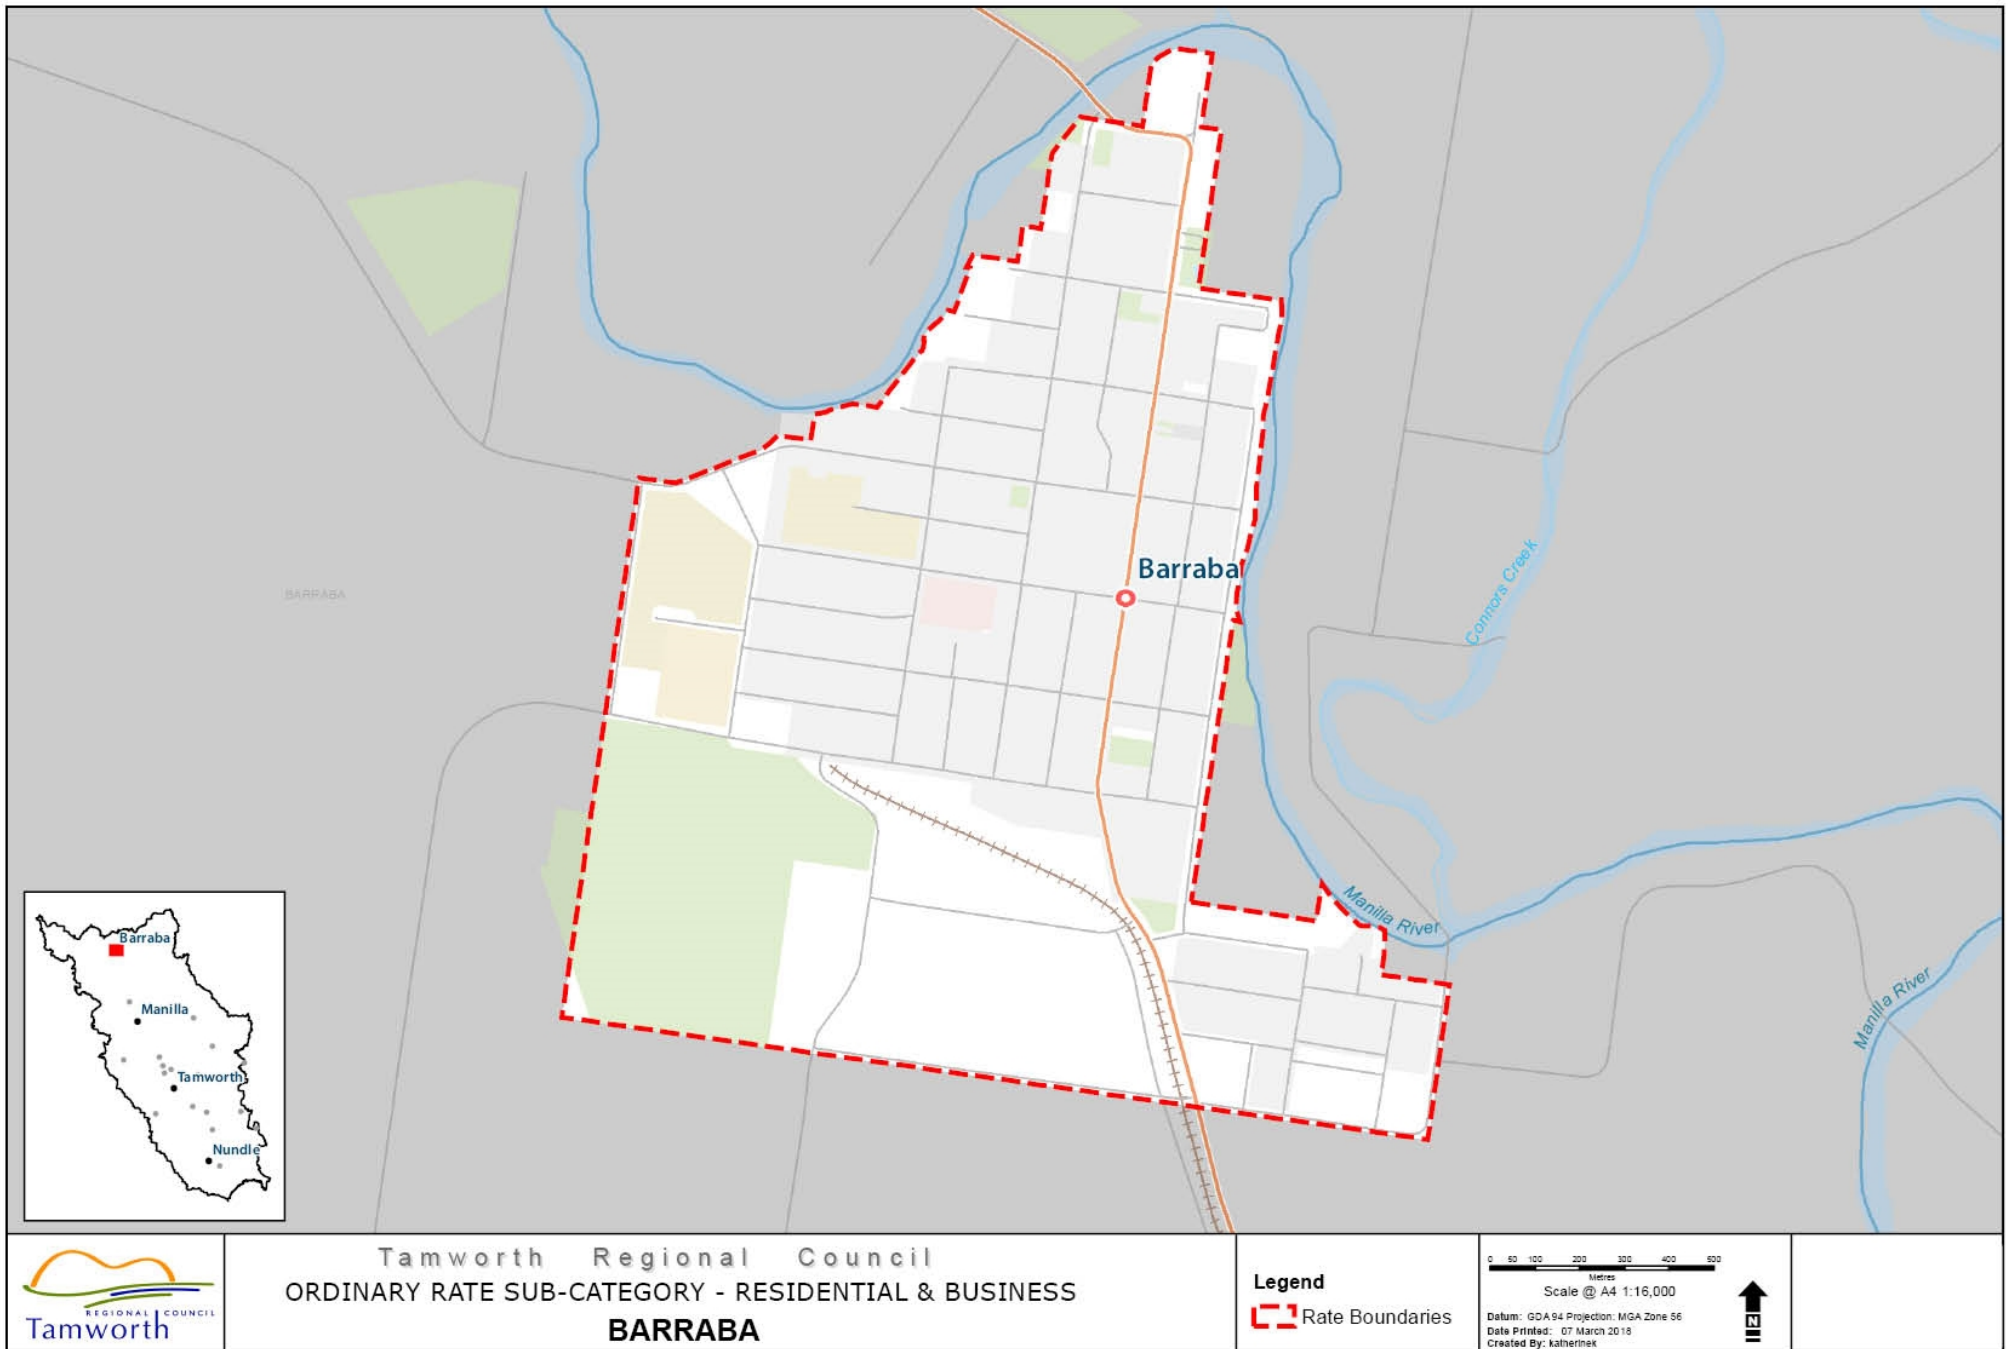 Barraba
BARRABA
Connors Creek
Manilla River
Manilla River
Barraba
Manilla
Tamworth
Nundle
REGIONAL COUNCIL
Tamworth
Tamworth Regional Council
ORDINARY RATE SUB-CATEGORY - RESIDENTIAL & BUSINESS
BARRABA
Legend
Rate Boundaries
0 50 100 200 300 400 500
Metres
Scale @ A4 1:16,000
Datum: GDA94 Projection: MGA Zone 56
Date Printed: 07 March 2018
Created By: katherinek
N